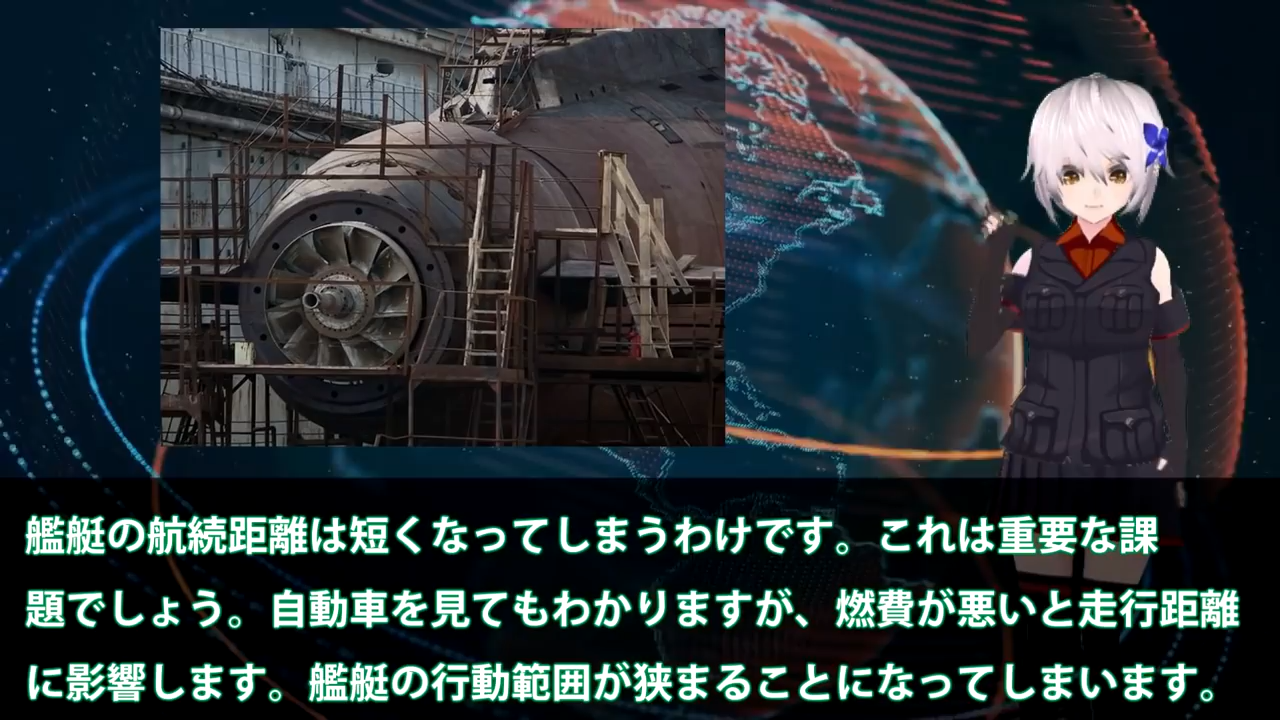 艦艇の航続距離は短くなってしまうわけです。これは重要な課
題でしょう。自動車を見てもわかりますが、燃費が悪いと走行距離
に影響します。艦艇の行動範囲が狭まることになってしまいます。